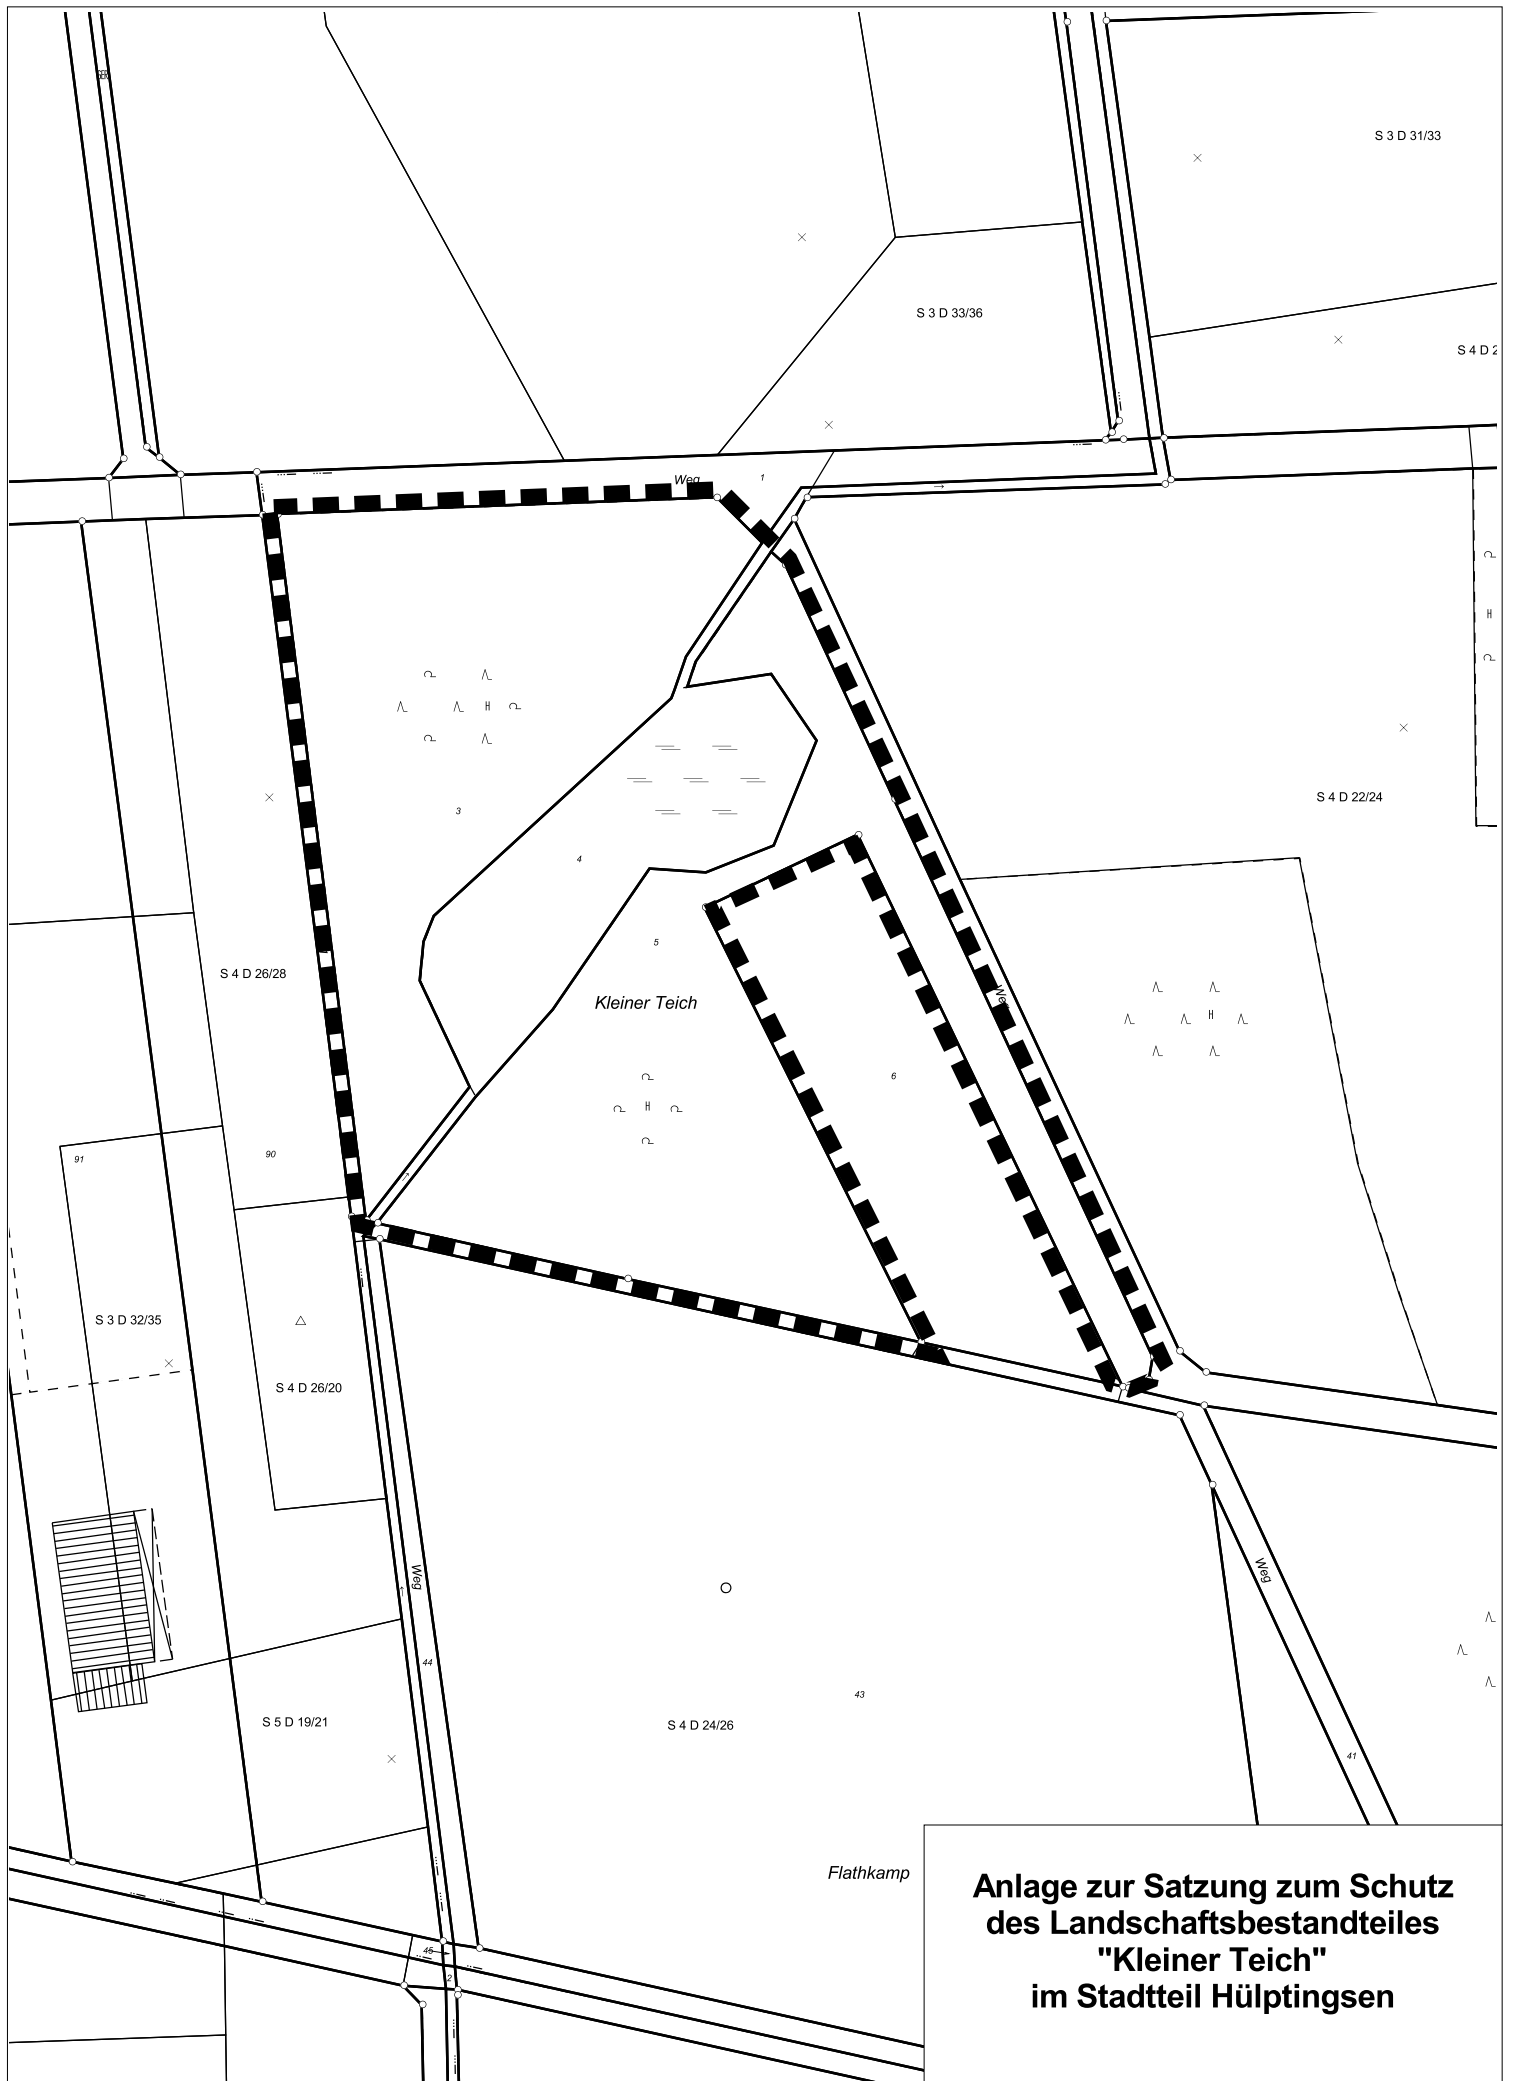 S 3 D 31/33
S 3 D 33/36
S 4 D 2
Weg
1
S 4 D 22/24
3
4
5
S 4 D 26/28
Kleiner Teich
Weg
6
91
90
S 3 D 32/35
S 4 D 26/20
Weg
Weg
44
43
S 5 D 19/21
S 4 D 24/26
41
Flathkamp
45
2
Anlage zur Satzung zum Schutz
des Landschaftsbestandteiles
"Kleiner Teich"
im Stadtteil Hülptingsen